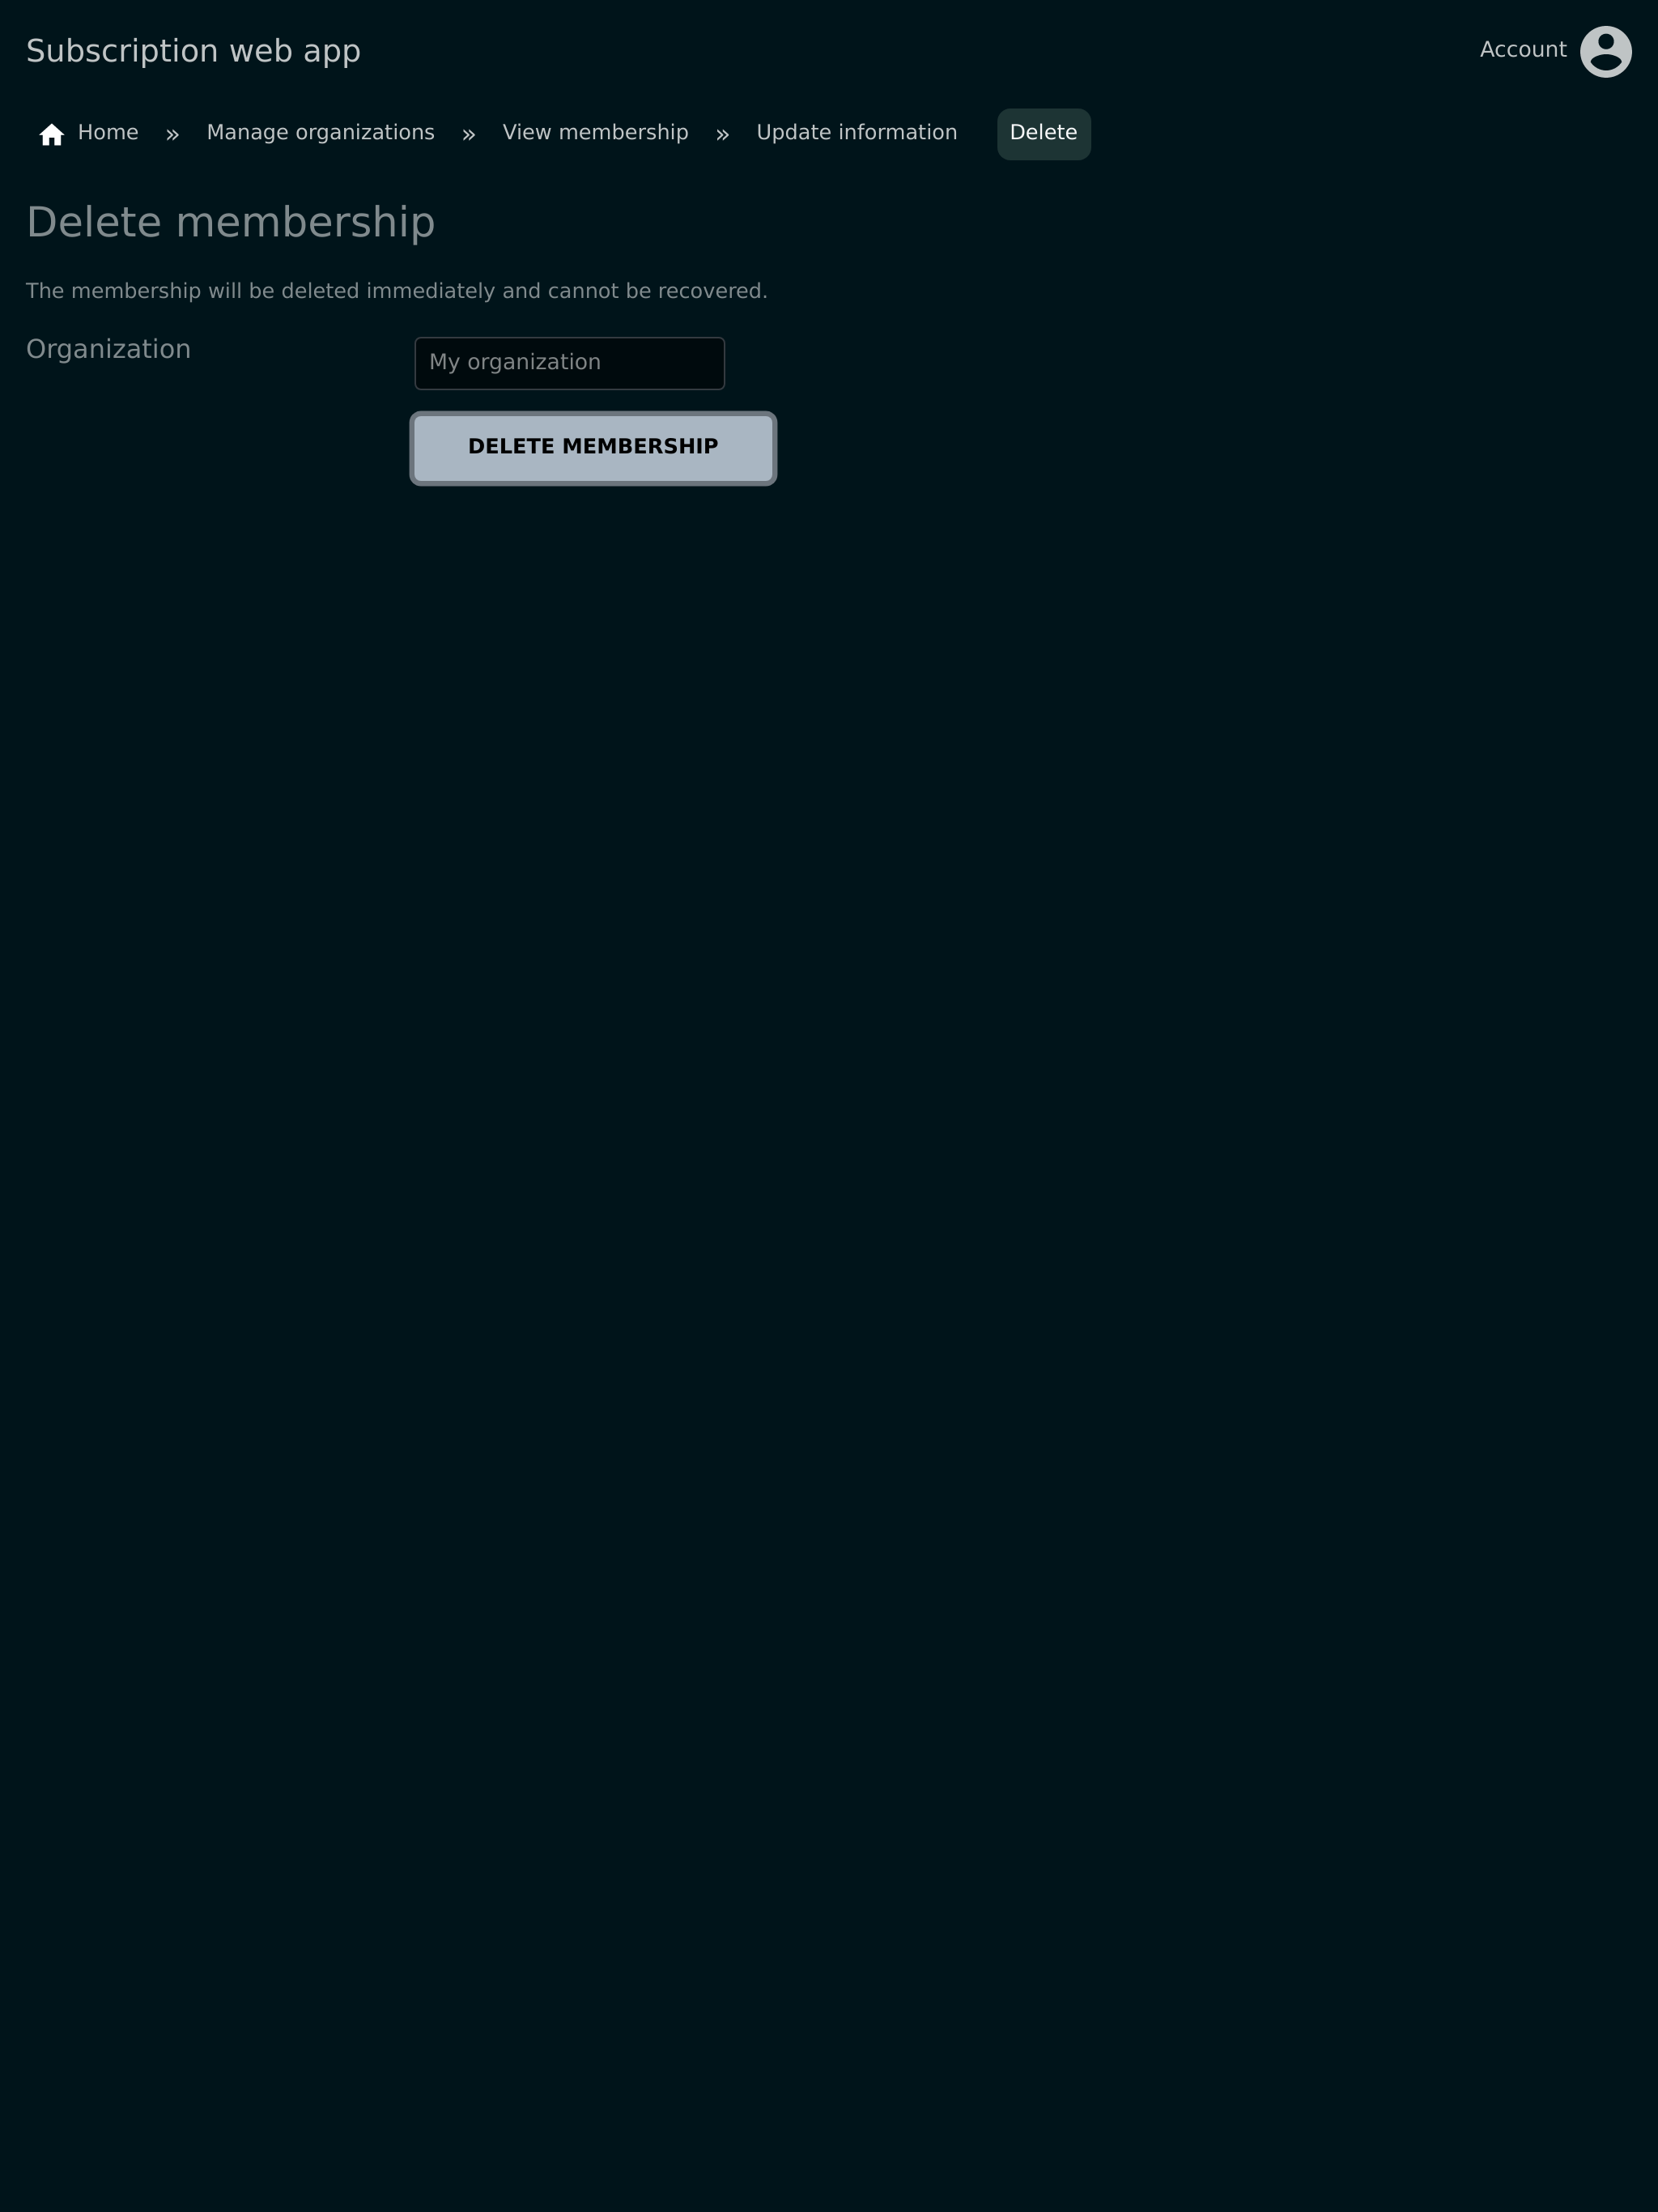 Subscription web app
Account
Home » Manage organizations » View membership » Update information Delete
Delete membership
The membership will be deleted immediately and cannot be recovered.
Organization
My organization
DELETE MEMBERSHIP